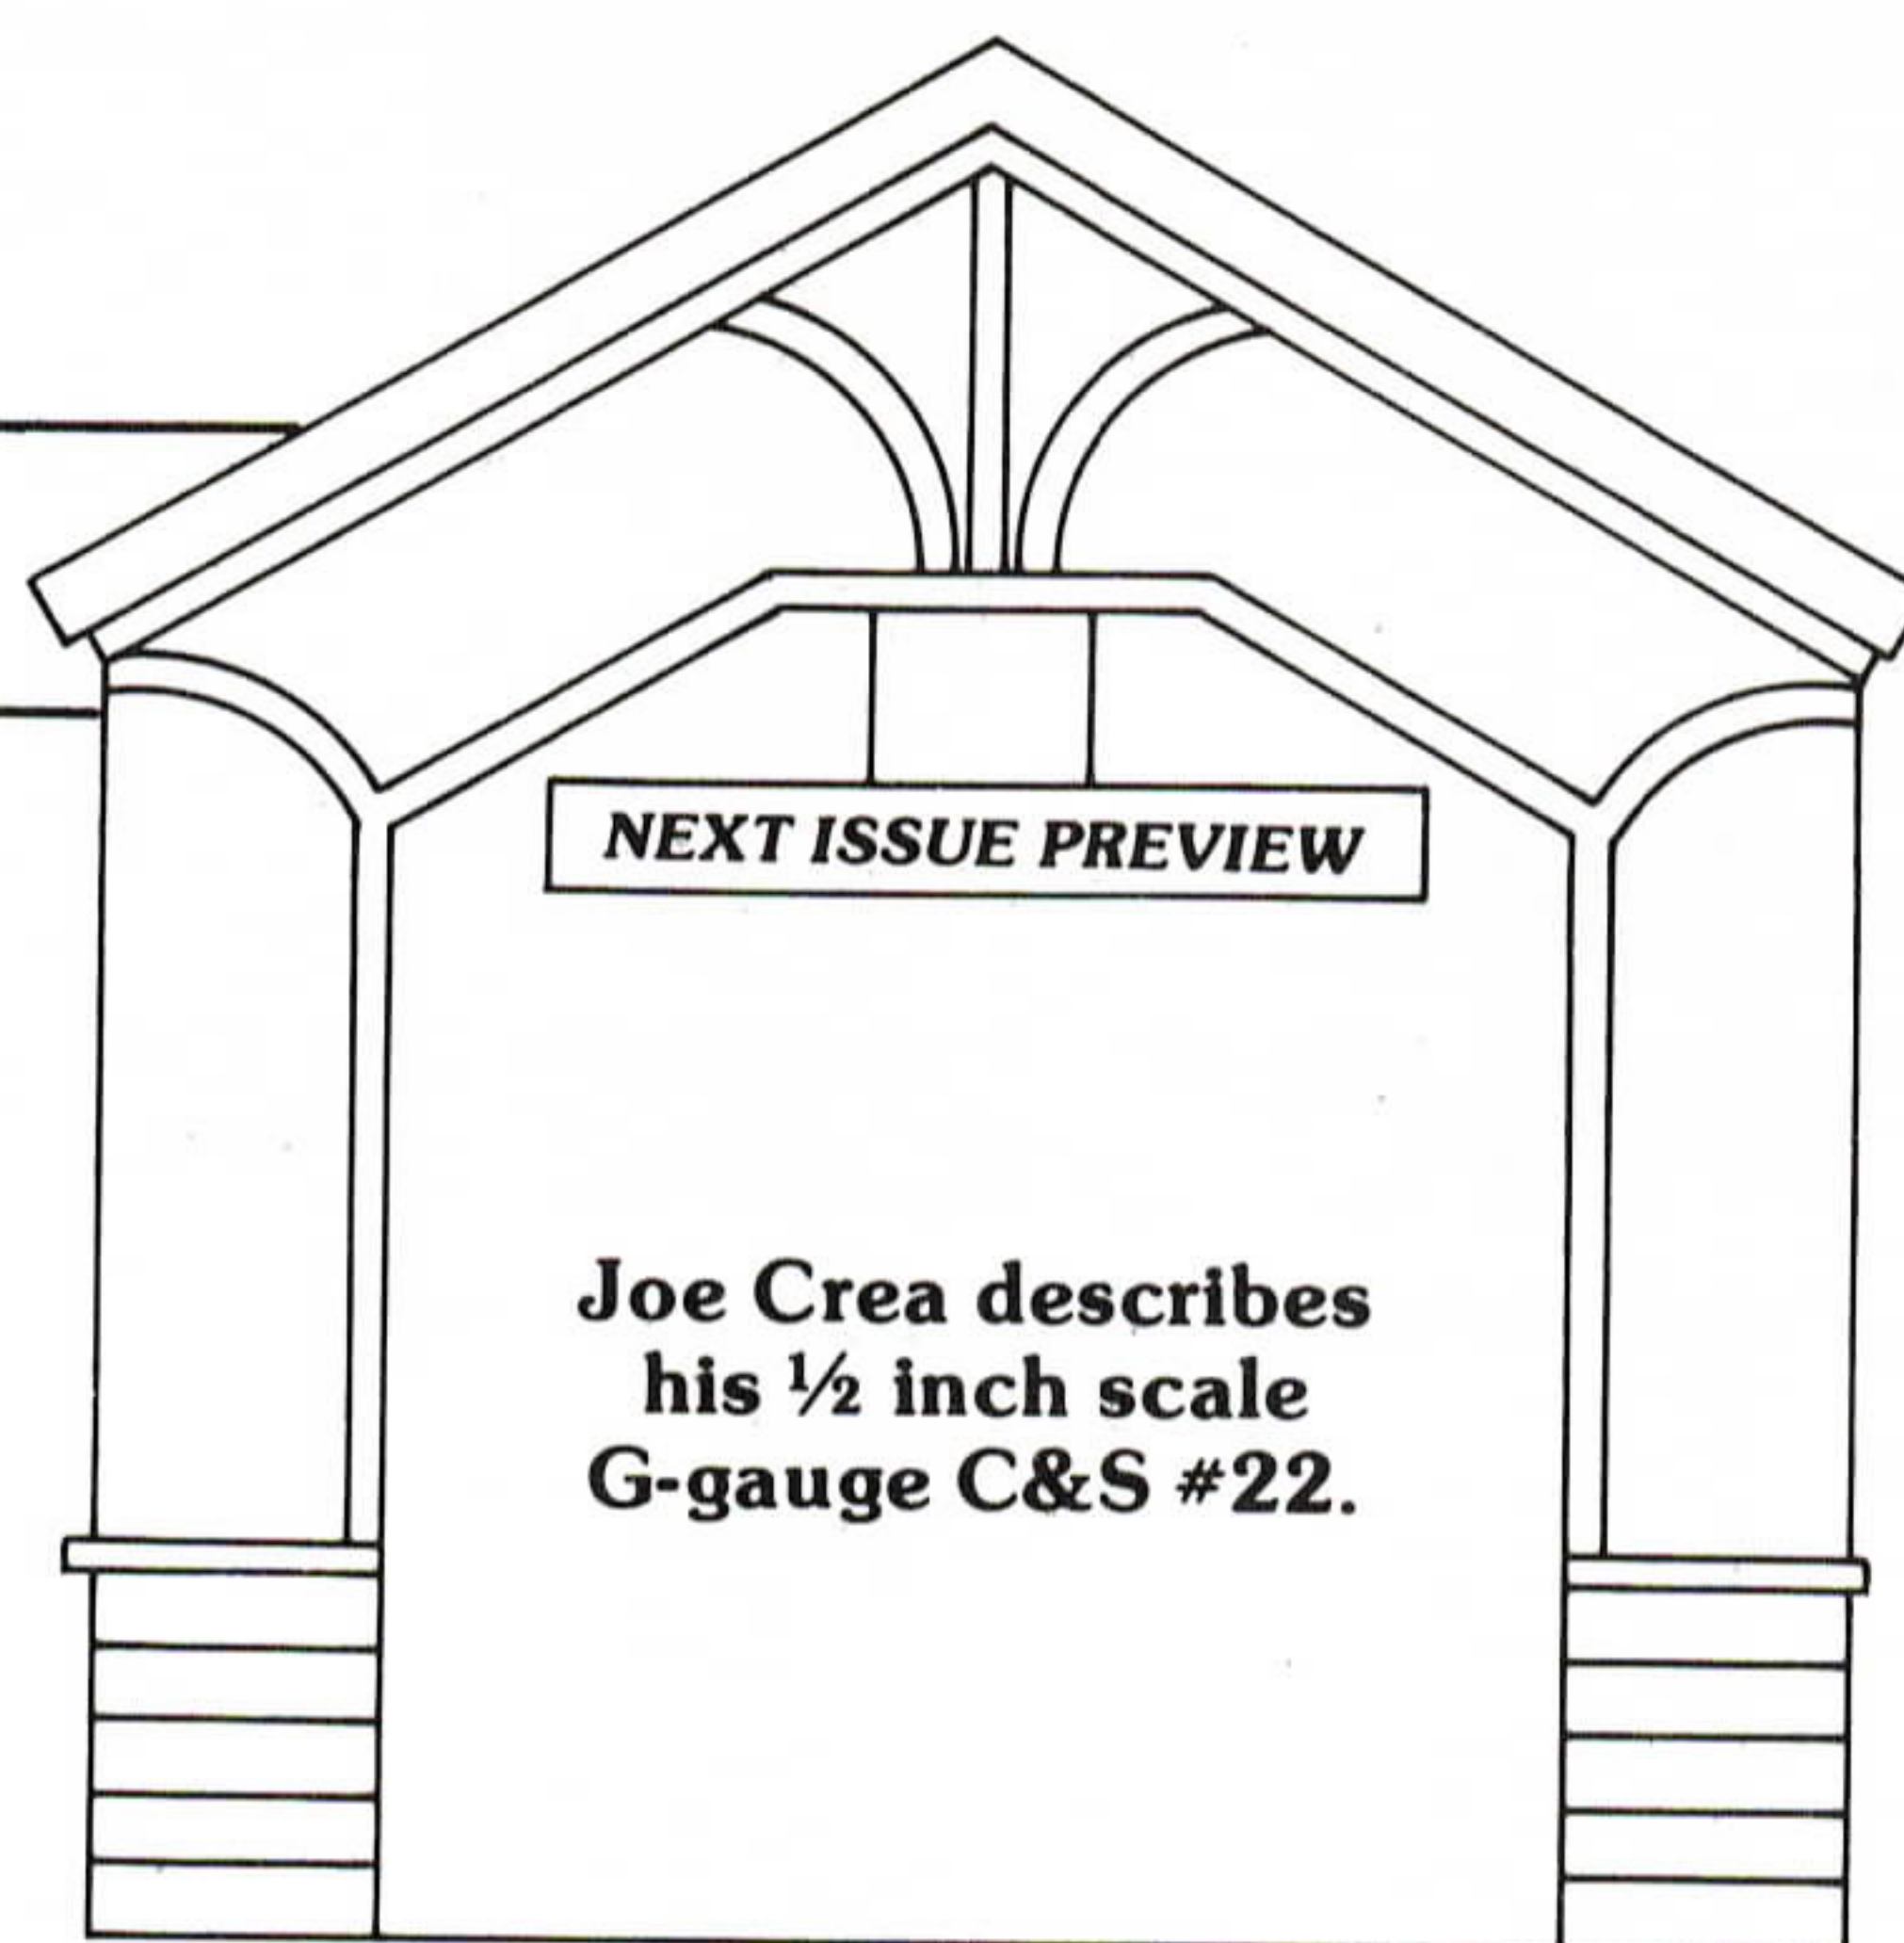 NEXT ISSUE PREVIEW
Joe Crea describes
his ½ inch scale
G-gauge C&S #22.